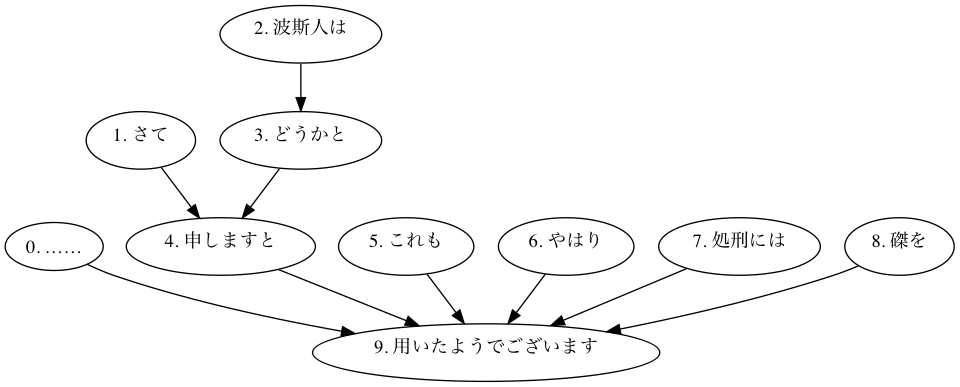 2. 波斯人は
1. さて
3. どうかと
0. ……
4. 申しますと
5. これも
6. やはり
7. 処刑には
8. 磔を
9. 用いたようでございます